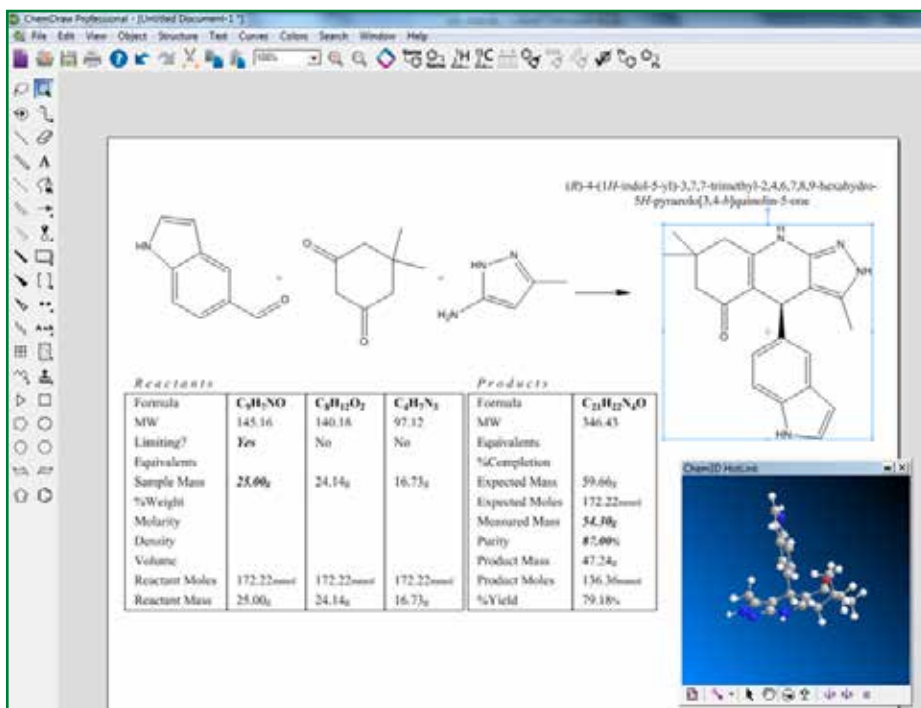 ChemDraw Professional - [Untitled Document-1 *]
File Edit View Object Structure Text Curves Colors Search Window Help
100%
(R)-4-(1H-indol-5-yl)-3,7,7-trimethyl-2,4,6,7,8,9-hexahydro-
5H-pyrazolo[3,4-b]quinolin-5-one
HN
O
O
O
HN
N
H₂N
H
N
N
NH
O
HN
Reactants
Formula C₉H₇NO C₈H₁₂O₂ C₄H₇N₃
MW 145.16 140.18 97.12
Limiting? Yes No No
Equivalents
Sample Mass 25.00g 24.14g 16.73g
%Weight
Molarity
Density
Volume
Reactant Moles 172.22mmol 172.22mmol 172.22mmol
Reactant Mass 25.00g 24.14g 16.73g
Products
Formula C₂₁H₂₂N₄O
MW 346.43
Equivalents
%Completion
Expected Mass 59.66g
Expected Moles 172.22mmol
Measured Mass 54.30g
Purity 87.00%
Product Mass 47.24g
Product Moles 136.36mmol
%Yield 79.18%
Chem3D HotLink